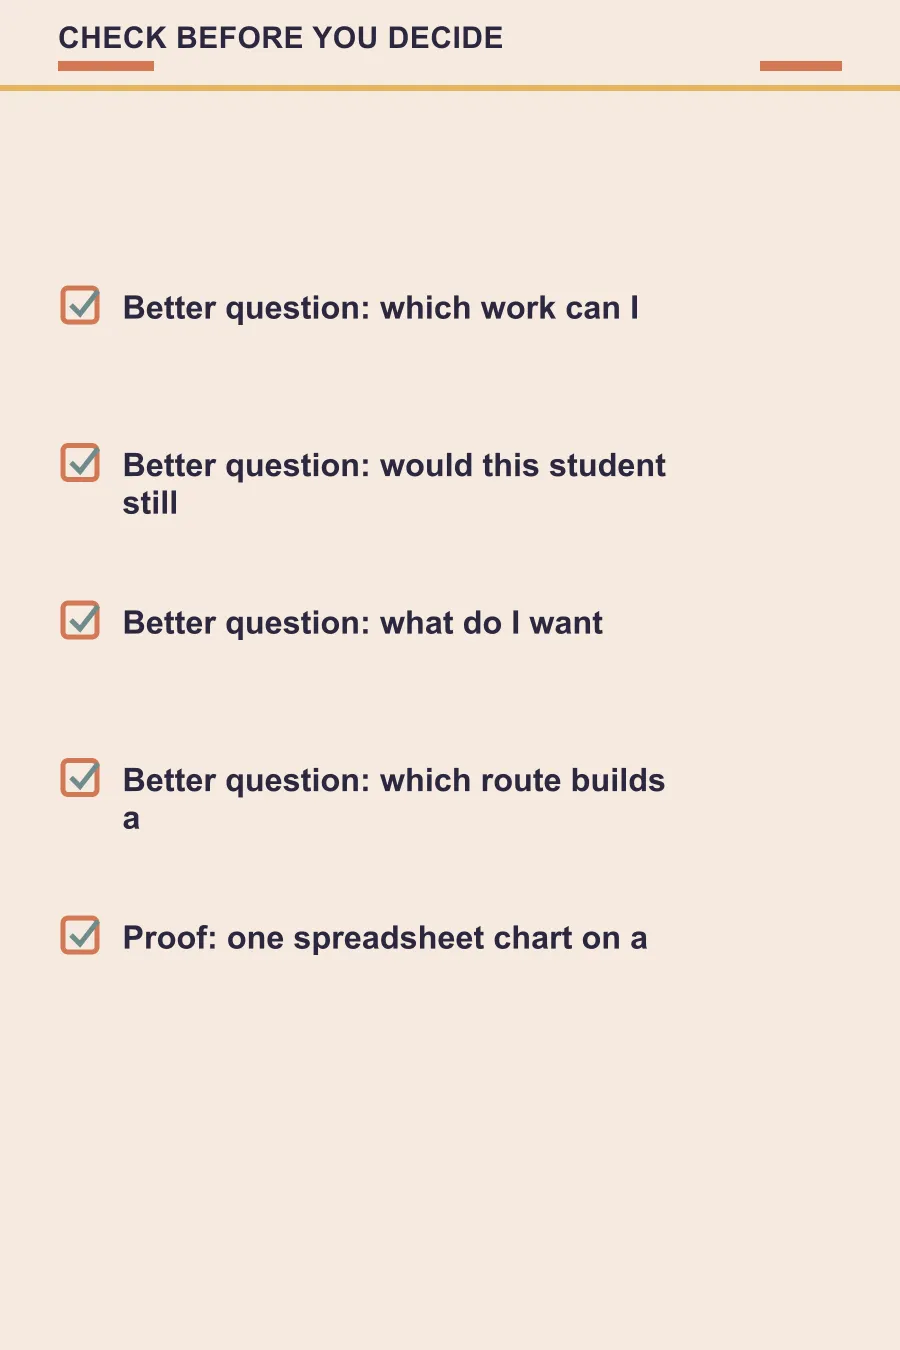 CHECK BEFORE YOU DECIDE
Better question: which work can I
Better question: would this student
still
Better question: what do I want
Better question: which route builds
a
Proof: one spreadsheet chart on a